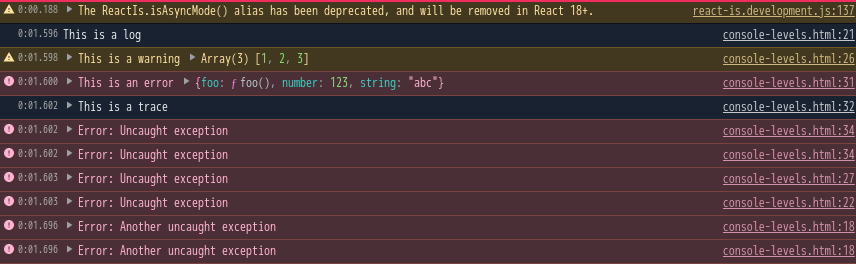 0:00.188 The ReactIs.isAsyncMode() alias has been deprecated, and will be removed in React 18+. react-is.development.js:137
0:01.596 This is a log console-levels.html:21
0:01.598 This is a warning Array(3) [1, 2, 3] console-levels.html:26
0:01.600 This is an error {foo: ƒ foo(), number: 123, string: "abc"} console-levels.html:31
0:01.602 This is a trace console-levels.html:32
0:01.602 Error: Uncaught exception console-levels.html:34
0:01.602 Error: Uncaught exception console-levels.html:34
0:01.603 Error: Uncaught exception console-levels.html:27
0:01.603 Error: Uncaught exception console-levels.html:22
0:01.696 Error: Another uncaught exception console-levels.html:18
0:01.696 Error: Another uncaught exception console-levels.html:18